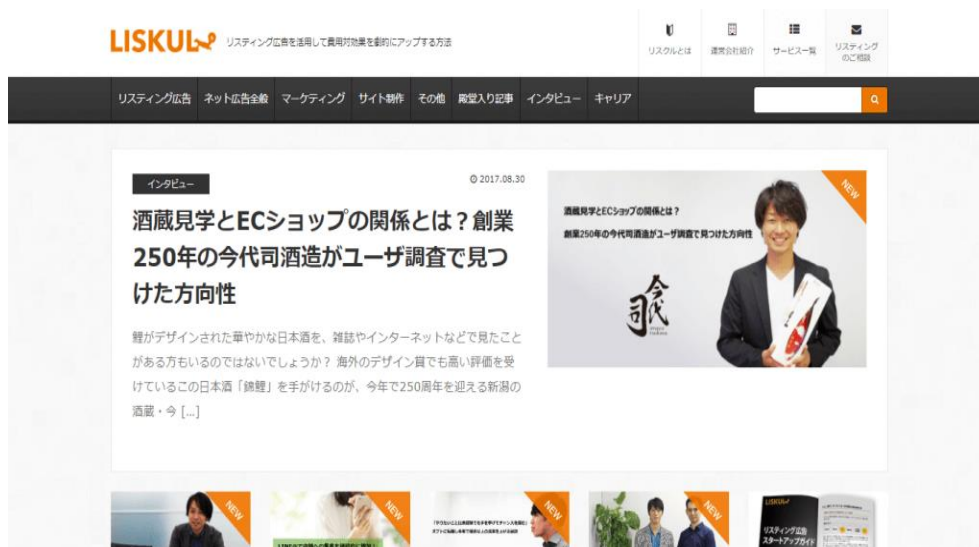 LISKUL
リスティング広告を活用して費用対効果を劇的にアップする方法
リスクルとは
運営会社紹介
サービス一覧
リスティング
のご相談
リスティング広告 ネット広告全般 マーケティング サイト制作 その他 殿堂入り記事 インタビュー キャリア
インタビュー
2017.08.30
酒蔵見学とECショップの関係とは？創業
250年の今代司酒造がユーザ調査で見つ
けた方向性
鯉がデザインされた華やかな日本酒を、雑誌やインターネットなどで見たこと
がある方もいるのではないでしょうか？ 海外のデザイン賞でも高い評価を受
けているこの日本酒「錦鯉」を手がけるのが、今年で250周年を迎える新潟の
酒蔵・今 [...]
酒蔵見学とECショップの関係とは？
創業250年の今代司酒造がユーザ調査で見つけた方向性
今代司
NEW
NEW
NEW
NEW
NEW
LISKUL
リスティング広告
スタートアップガイド